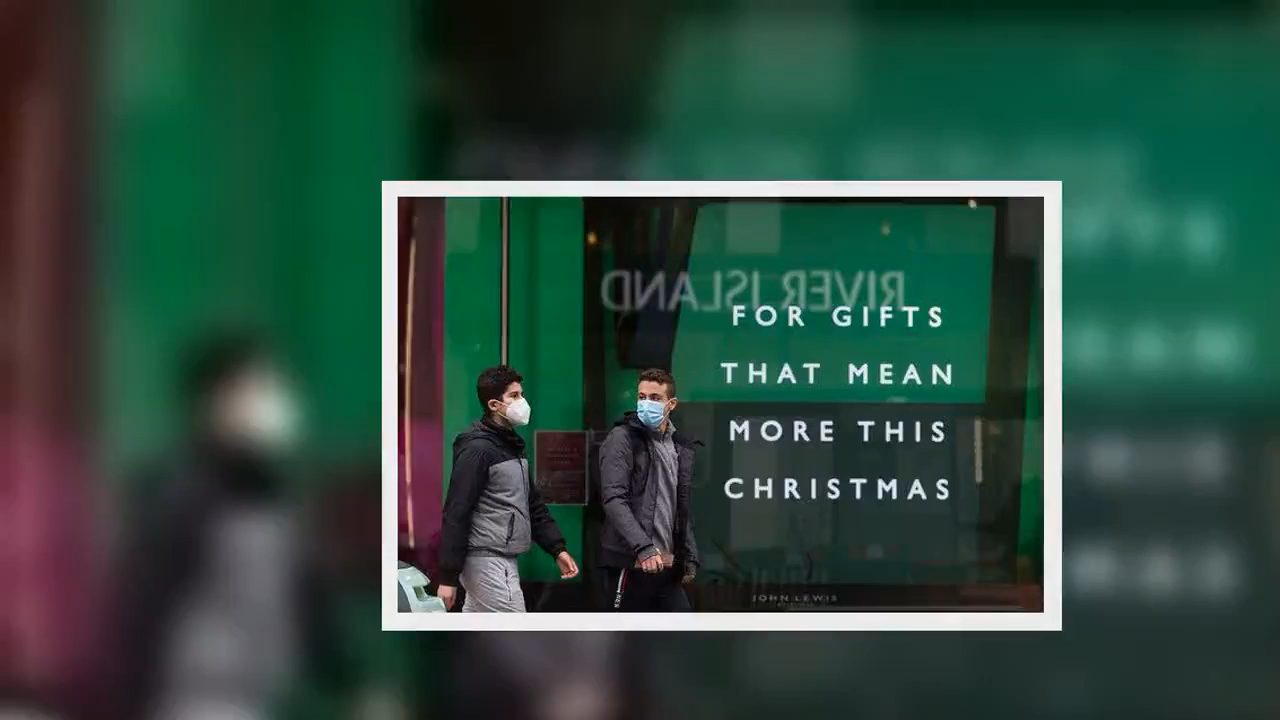 RIVER ISLAND
FOR GIFTS
THAT MEAN
MORE THIS
CHRISTMAS
JOHN LEWIS